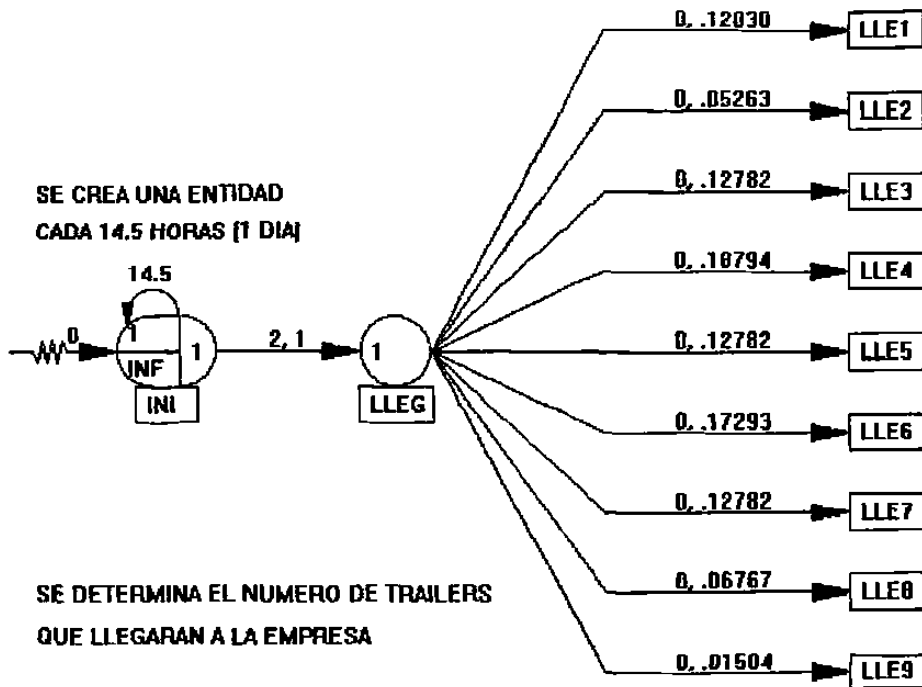 0, .12030
LLE1
0, .05263
LLE2
SE CREA UNA ENTIDAD
CADA 14.5 HORAS (1 DIA)
0, .12782
LLE3
14.5
0, .18794
LLE4
0
1
INF
1
INI
2, 1
1
LLEG
0, .12782
LLE5
0, .17293
LLE6
0, .12782
LLE7
SE DETERMINA EL NUMERO DE TRAILERS
QUE LLEGARAN A LA EMPRESA
0, .06767
LLE8
0, .01504
LLE9